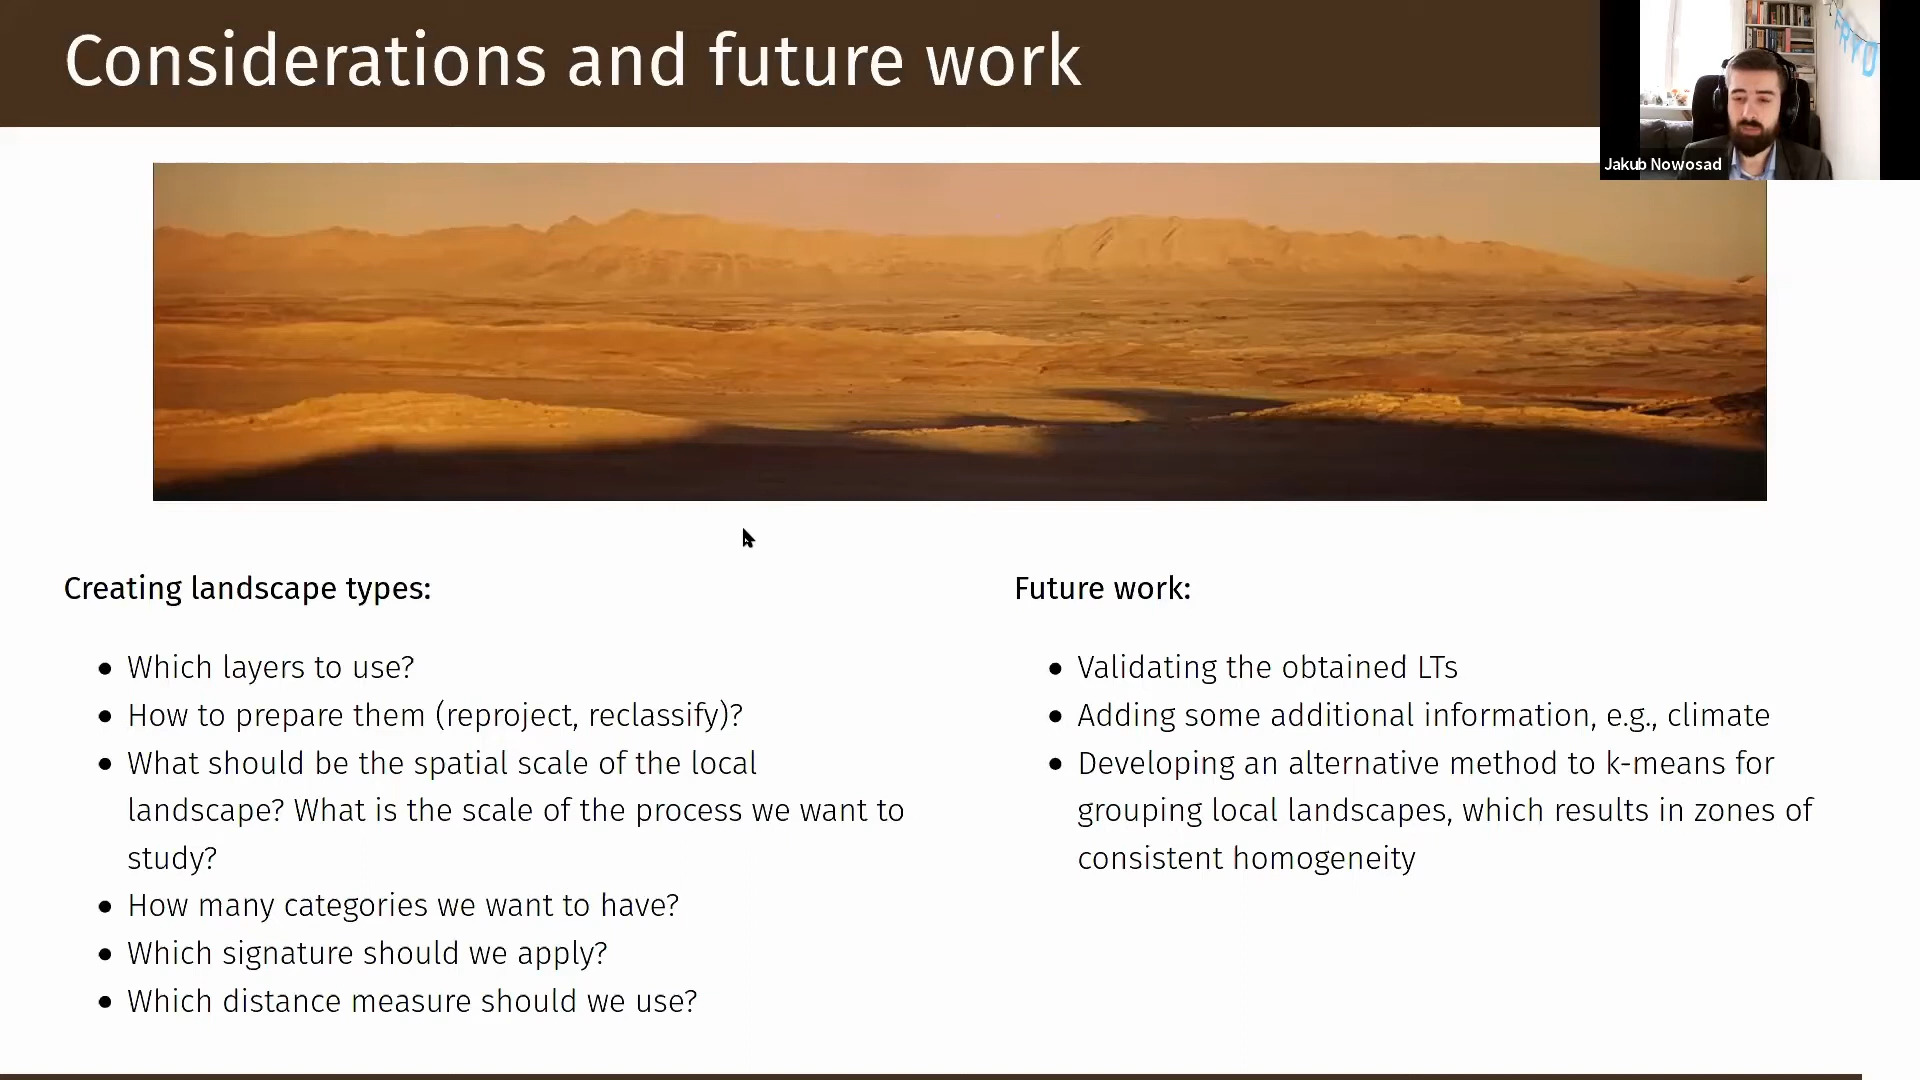 Considerations and future work
Jakub Nowosad
Creating landscape types:
• Which layers to use?
• How to prepare them (reproject, reclassify)?
• What should be the spatial scale of the local
landscape? What is the scale of the process we want to
study?
• How many categories we want to have?
• Which signature should we apply?
• Which distance measure should we use?
Future work:
• Validating the obtained LTs
• Adding some additional information, e.g., climate
• Developing an alternative method to k-means for
grouping local landscapes, which results in zones of
consistent homogeneity